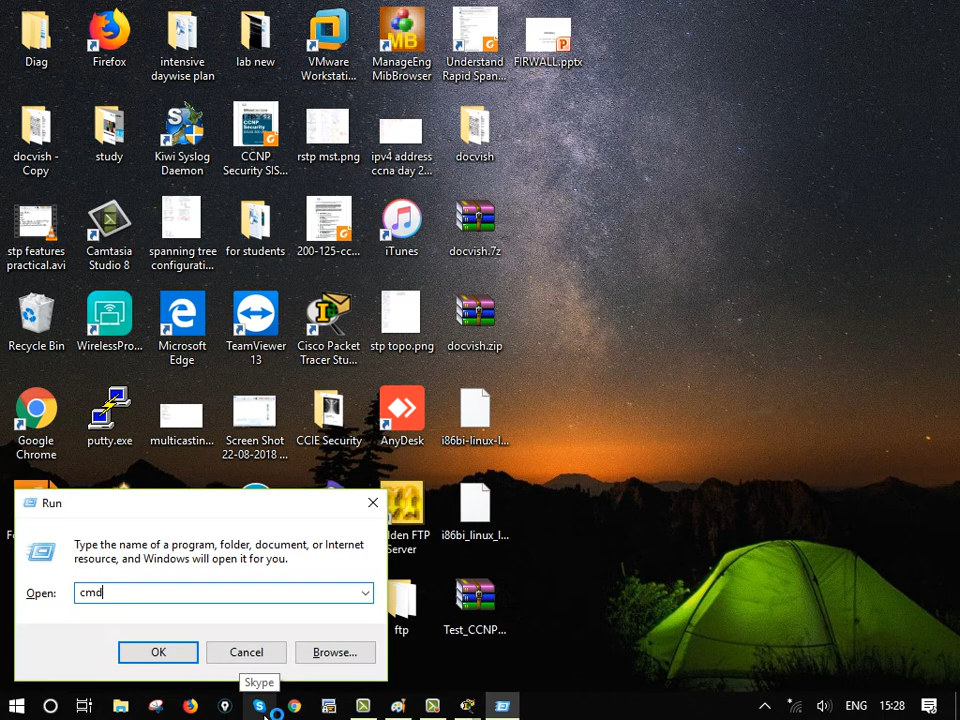 Diag
Firefox
intensive
daywise plan
lab new
VMware
Workstati...
ManageEng
MibBrowser
Understand
Rapid Span...
FIRWALL.pptx
docvish -
Copy
study
Kiwi Syslog
Daemon
CCNP
Security SIS...
rstp mst.png
ipv4 address
ccna day 2...
docvish
stp features
practical.avi
Camtasia
Studio 8
spanning tree
configurati...
for students
200-125-cc...
iTunes
docvish.7z
Recycle Bin
WirelessPro...
Microsoft
Edge
TeamViewer
13
Cisco Packet
Tracer Stu...
stp topo.png
docvish.zip
Google
Chrome
putty.exe
multicastin...
Screen Shot
22-08-2018 ...
CCIE Security
AnyDesk
i86bi-linux-l...
lden FTP
Server
i86bi_linux_l...
ftp
Test_CCNP...
Run
Type the name of a program, folder, document, or Internet
resource, and Windows will open it for you.
Open:
cmd
OK
Cancel
Browse...
Skype
ENG
15:28